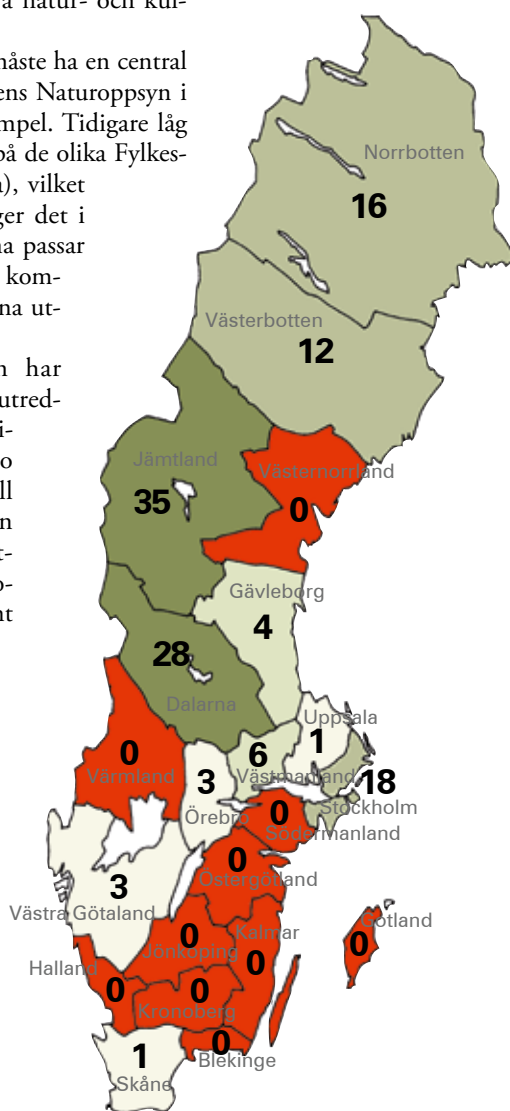 a natur- och kul-
måste ha en central
ens Naturoppsyn i
mpel. Tidigare låg
på de olika Fylkes-
a), vilket
ger det i
na passar
kom-
na ut-
n har
utred-
i-
o
ll
n
t-
o-
nt
Norrbotten
16
Västerbotten
12
Jämtland
35
Västernorrland
0
Gävleborg
4
28
Dalarna
Uppsala
1
0
Värmland
3
Örebro
6
Västmanland
18
Stockholm
0
Södermanland
0
Östergötland
3
Västra Götaland
0
Jönköping
Kalmar
0
Gotland
0
Halland
0
0
Kronoberg
0
Blekinge
1
Skåne